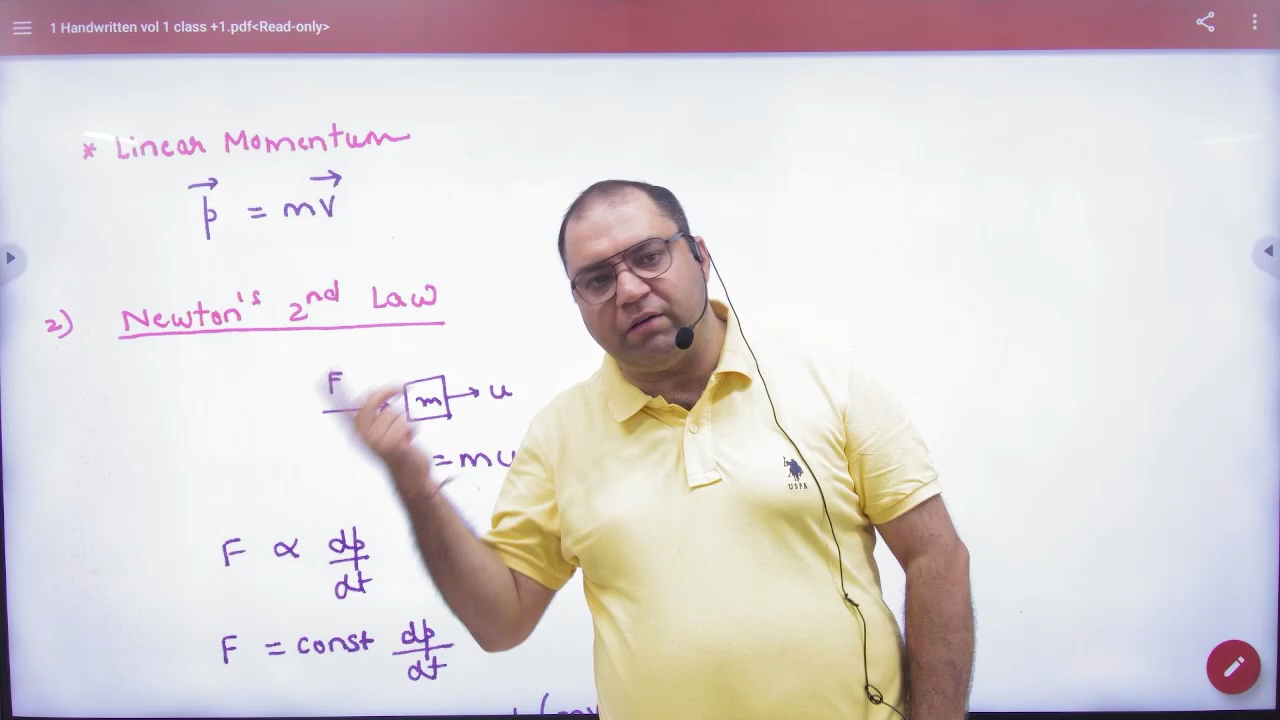 1 Handwritten vol 1 class +1.pdf<Read-only>
* Linear Momentum
p⃗ = mv⃗
2) Newton's 2nd Law
F
m → u
= mu
F ∝ dp/dt
F = const dp/dt
USPA